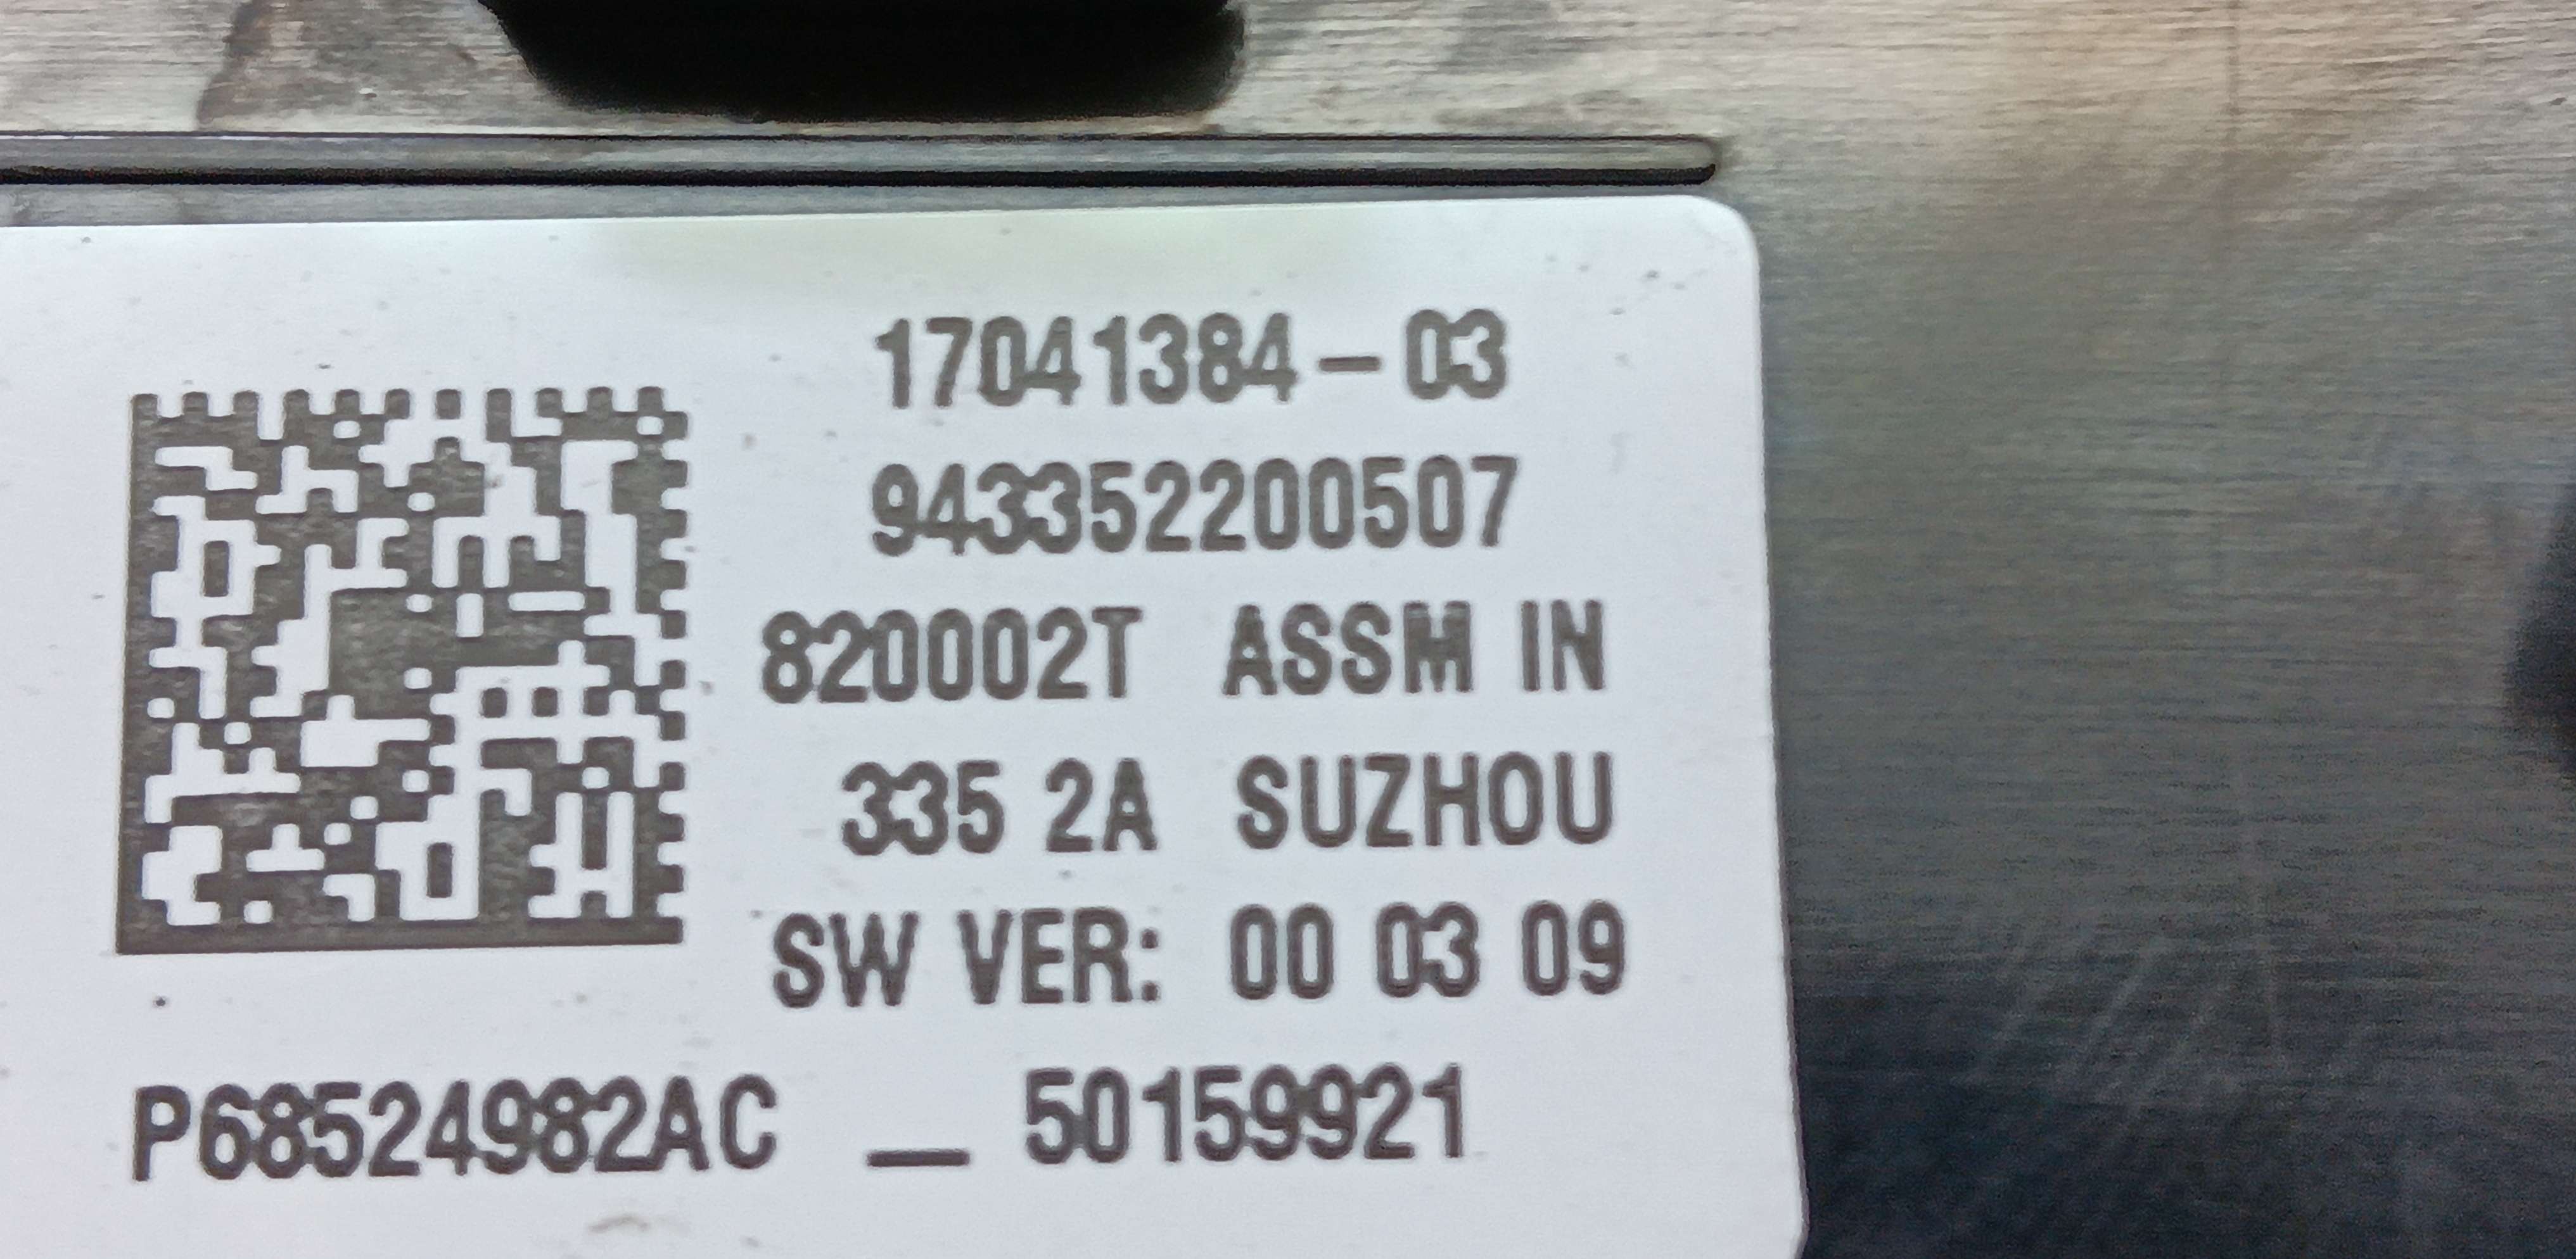 17041384-03
943352200507
820002T ASSM IN
335 2A SUZHOU
SW VER: 00 03 09
P68524982AC _ 50159921